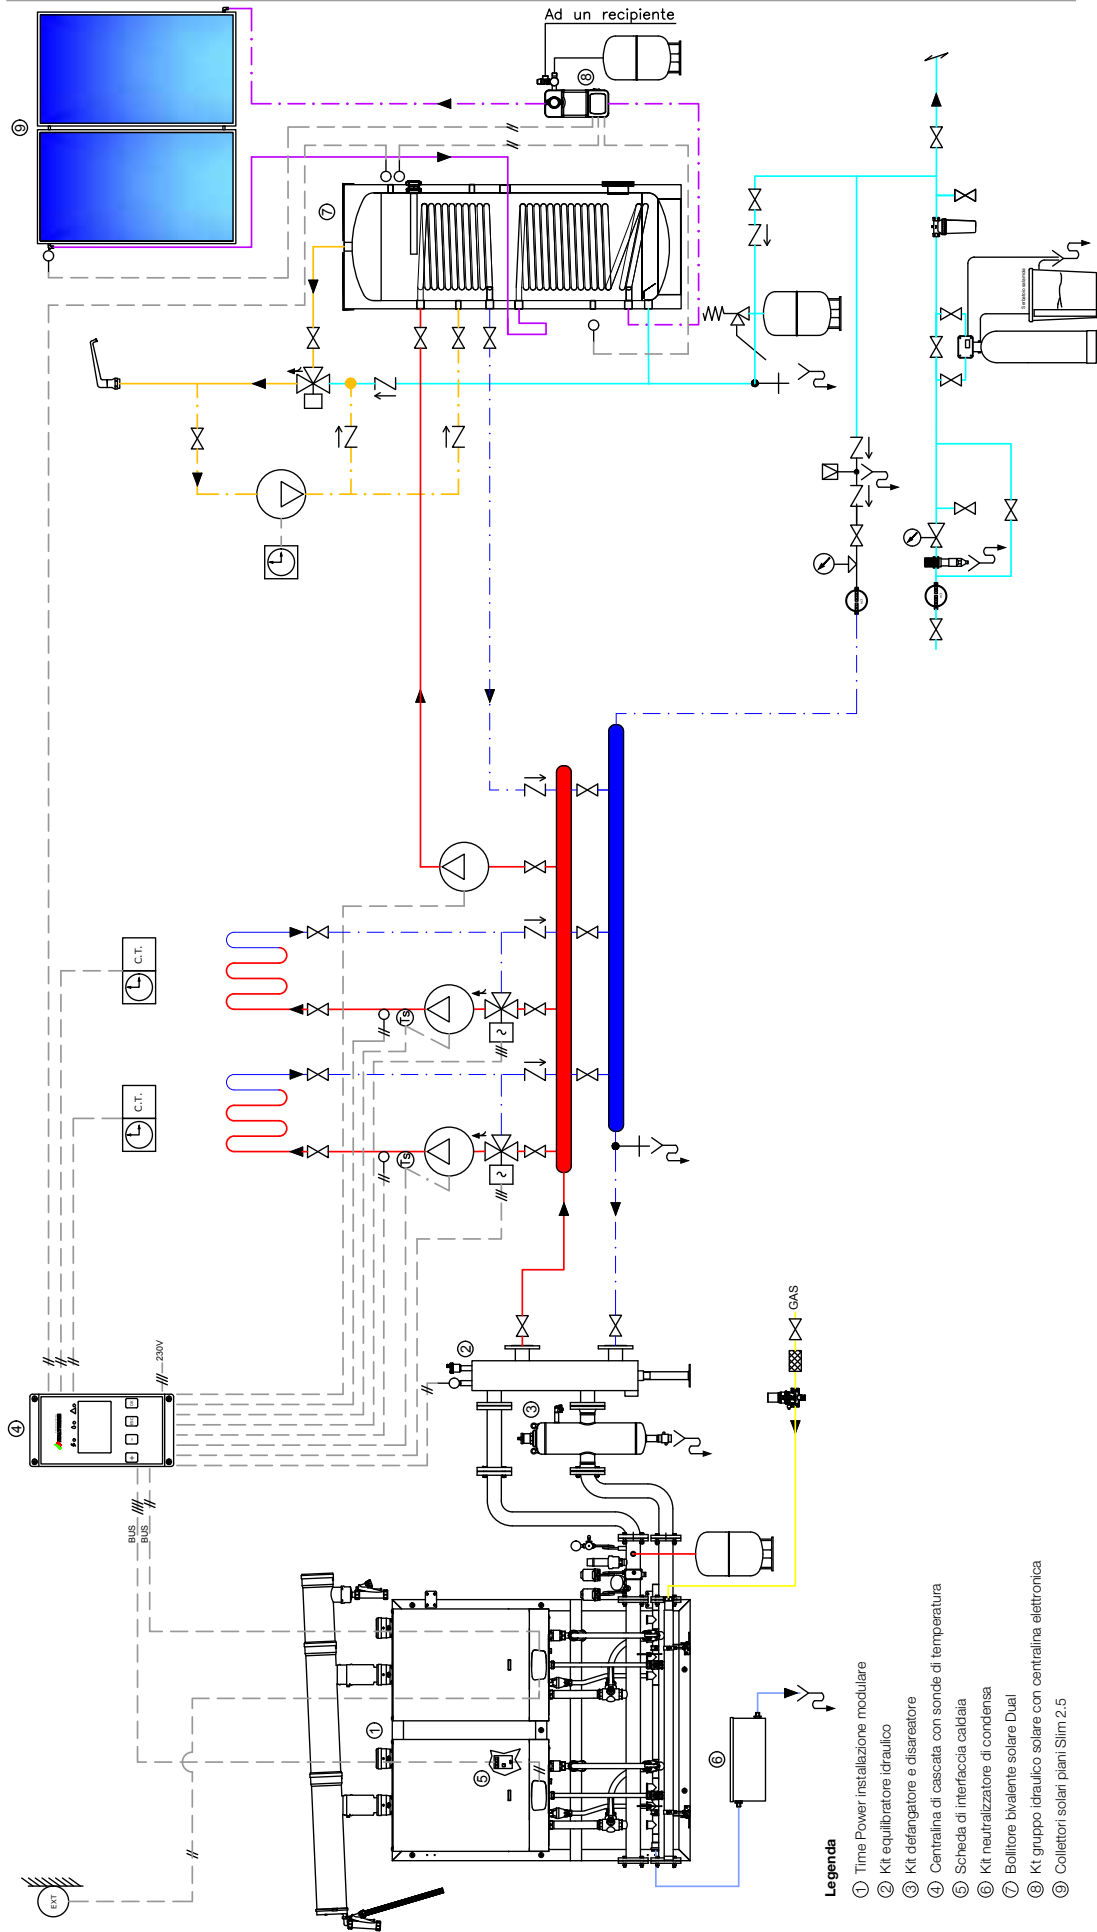 Ad un recipiente
9
8
7
C.T.
C.T.
Ts
Ts
~
~
4
230V
BUS
BUS
2
3
1
5
6
GAS
EXT
Legenda
1 Time Power installazione modulare
2 Kit equilibratore idraulico
3 Kit defangatore e disareatore
4 Centralina di cascata con sonde di temperatura
5 Scheda di interfaccia caldaia
6 Kit neutralizzatore di condensa
7 Bollitore bivalente solare Dual
8 Kt gruppo idraulico solare con centralina elettronica
9 Collettori solari piani Slim 2.5